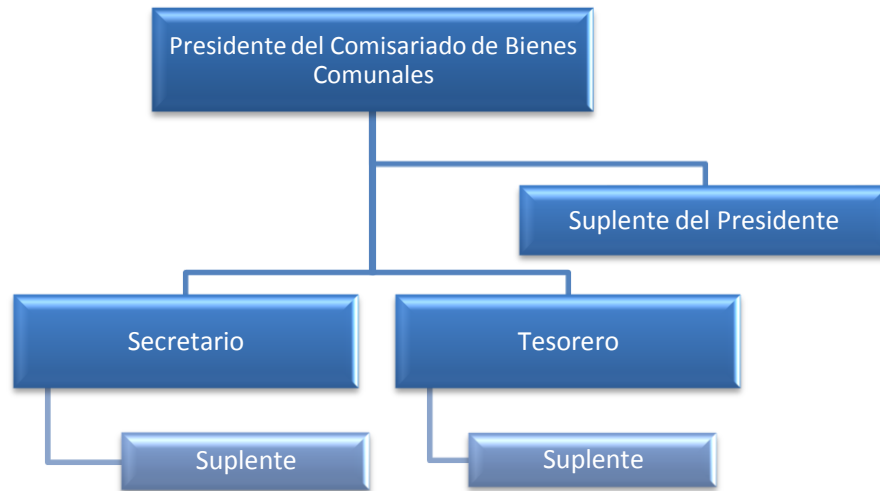 Presidente del Comisariado de Bienes
Comunales
Suplente del Presidente
Secretario
Tesorero
Suplente
Suplente